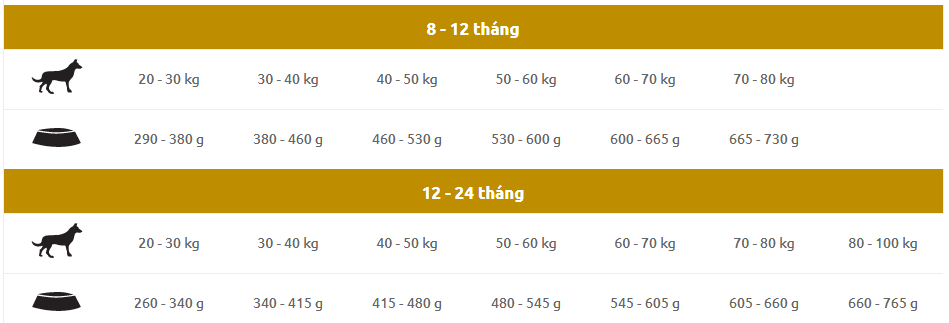 8 - 12 tháng
20 - 30 kg 30 - 40 kg 40 - 50 kg 50 - 60 kg 60 - 70 kg 70 - 80 kg
290 - 380 g 380 - 460 g 460 - 530 g 530 - 600 g 600 - 665 g 665 - 730 g
12 - 24 tháng
20 - 30 kg 30 - 40 kg 40 - 50 kg 50 - 60 kg 60 - 70 kg 70 - 80 kg 80 - 100 kg
260 - 340 g 340 - 415 g 415 - 480 g 480 - 545 g 545 - 605 g 605 - 660 g 660 - 765 g